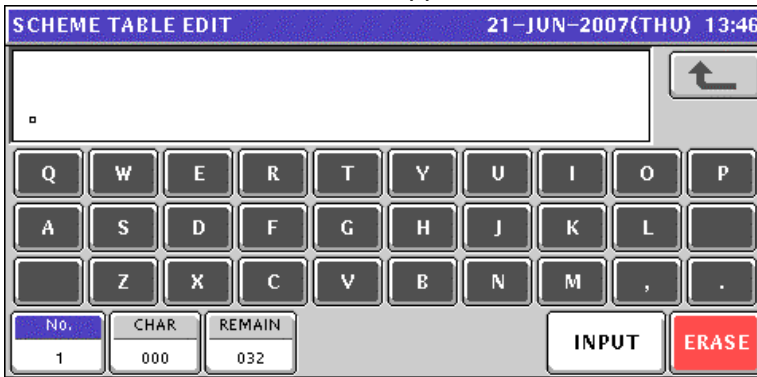 SCHEME TABLE EDIT 21-JUN-2007(THU) 13:46
Q W E R T Y U I O P
A S D F G H J K L
Z X C V B N M , .
No. CHAR REMAIN
1 000 032 INPUT ERASE